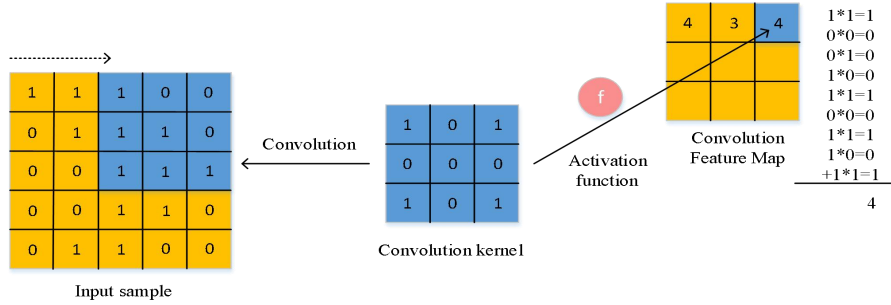 1 1 1 0 0
0 1 1 1 0
0 0 1 1 1
0 0 1 1 0
0 1 1 0 0
Input sample
Convolution
1 0 1
0 0 0
1 0 1
Convolution kernel
f
Activation
function
4 3 4
Convolution
Feature Map
1*1=1
0*0=0
0*1=0
1*0=0
1*1=1
0*0=0
1*1=1
1*0=0
+1*1=1
4